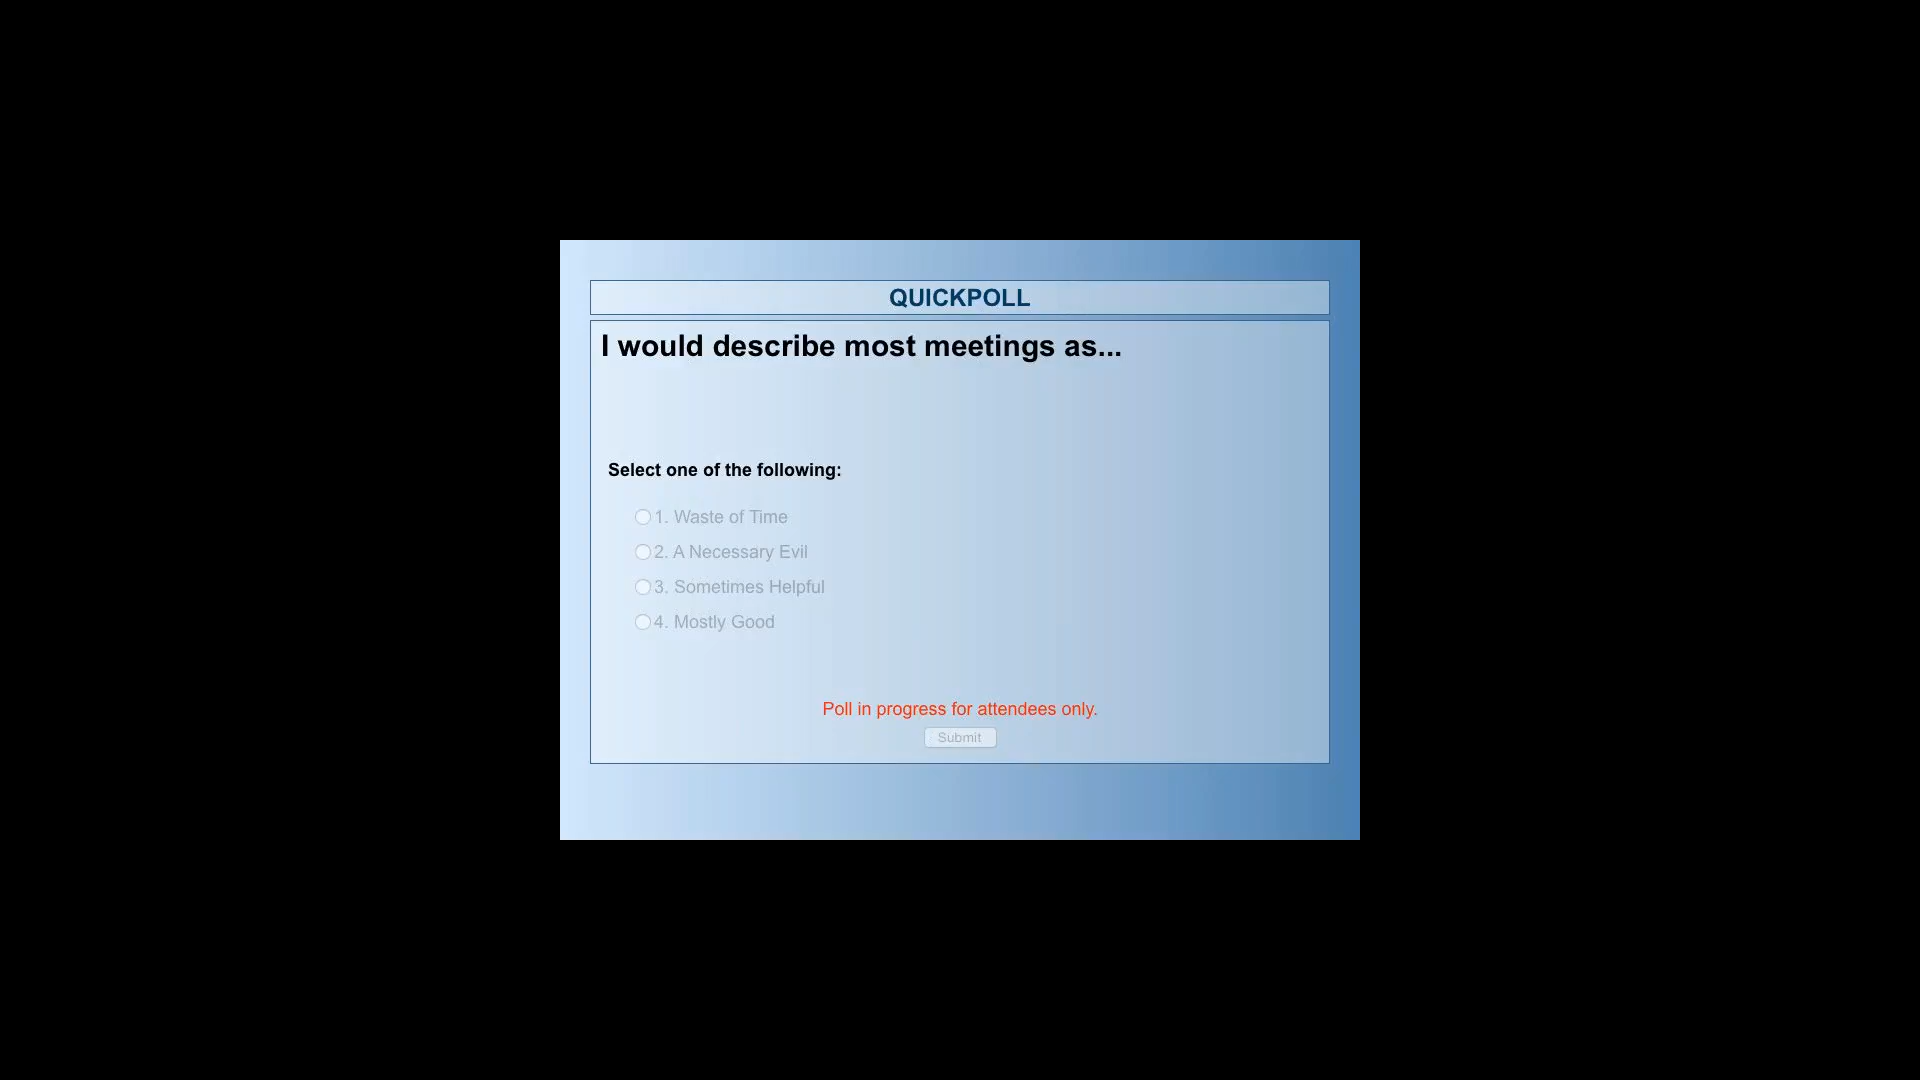 QUICKPOLL
I would describe most meetings as...
Select one of the following:
1. Waste of Time
2. A Necessary Evil
3. Sometimes Helpful
4. Mostly Good
Poll in progress for attendees only.
Submit